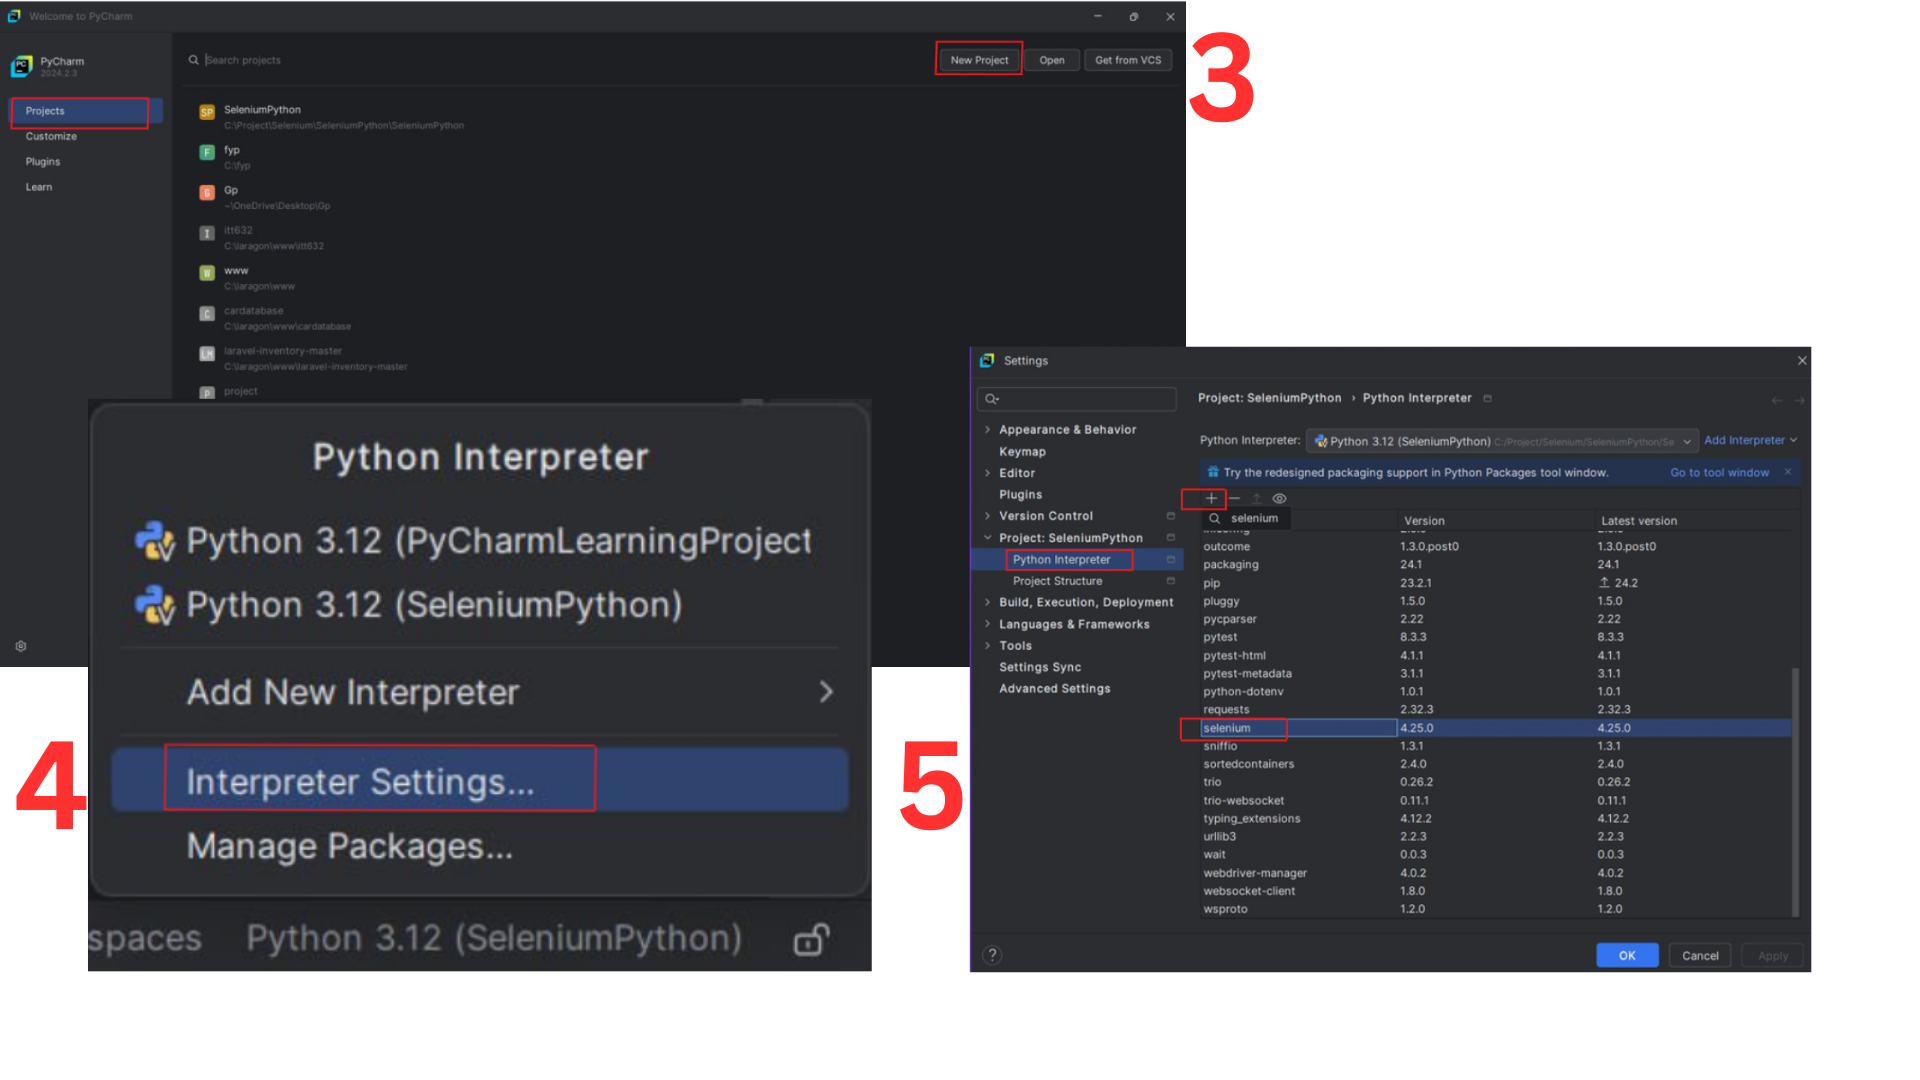 Welcome to PyCharm
PyCharm
2024.2.3
Projects
Customize
Plugins
Learn
Search projects
New Project
Open
Get from VCS
SP
SeleniumPython
C:\Project\Selenium\SeleniumPython\SeleniumPython
F
fyp
C:\fyp
G
Gp
~\OneDrive\Desktop\Gp
I
itt632
C:\laragon\www\itt632
W
www
C:\laragon\www
C
cardatabase
C:\laragon\www\cardatabase
LM
laravel-inventory-master
C:\laragon\www\laravel-inventory-master
P
project
3
4
Python Interpreter
Python 3.12 (PyCharmLearningProject
Python 3.12 (SeleniumPython)
Add New Interpreter
Interpreter Settings...
Manage Packages...
spaces
Python 3.12 (SeleniumPython)
5
Settings
Appearance & Behavior
Keymap
Editor
Plugins
Version Control
Project: SeleniumPython
Python Interpreter
Project Structure
Build, Execution, Deployment
Languages & Frameworks
Tools
Settings Sync
Advanced Settings
Project: SeleniumPython › Python Interpreter
Python Interpreter: Python 3.12 (SeleniumPython) C:/Project/Selenium/SeleniumPython/Se
Add Interpreter
Try the redesigned packaging support in Python Packages tool window.
Go to tool window
selenium
Version Latest version
outcome 1.3.0.post0 1.3.0.post0
packaging 24.1 24.1
pip 23.2.1 24.2
pluggy 1.5.0 1.5.0
pycparser 2.22 2.22
pytest 8.3.3 8.3.3
pytest-html 4.1.1 4.1.1
pytest-metadata 3.1.1 3.1.1
python-dotenv 1.0.1 1.0.1
requests 2.32.3 2.32.3
selenium 4.25.0 4.25.0
sniffio 1.3.1 1.3.1
sortedcontainers 2.4.0 2.4.0
trio 0.26.2 0.26.2
trio-websocket 0.11.1 0.11.1
typing_extensions 4.12.2 4.12.2
urllib3 2.2.3 2.2.3
wait 0.0.3 0.0.3
webdriver-manager 4.0.2 4.0.2
websocket-client 1.8.0 1.8.0
wsproto 1.2.0 1.2.0
?
OK
Cancel
Apply